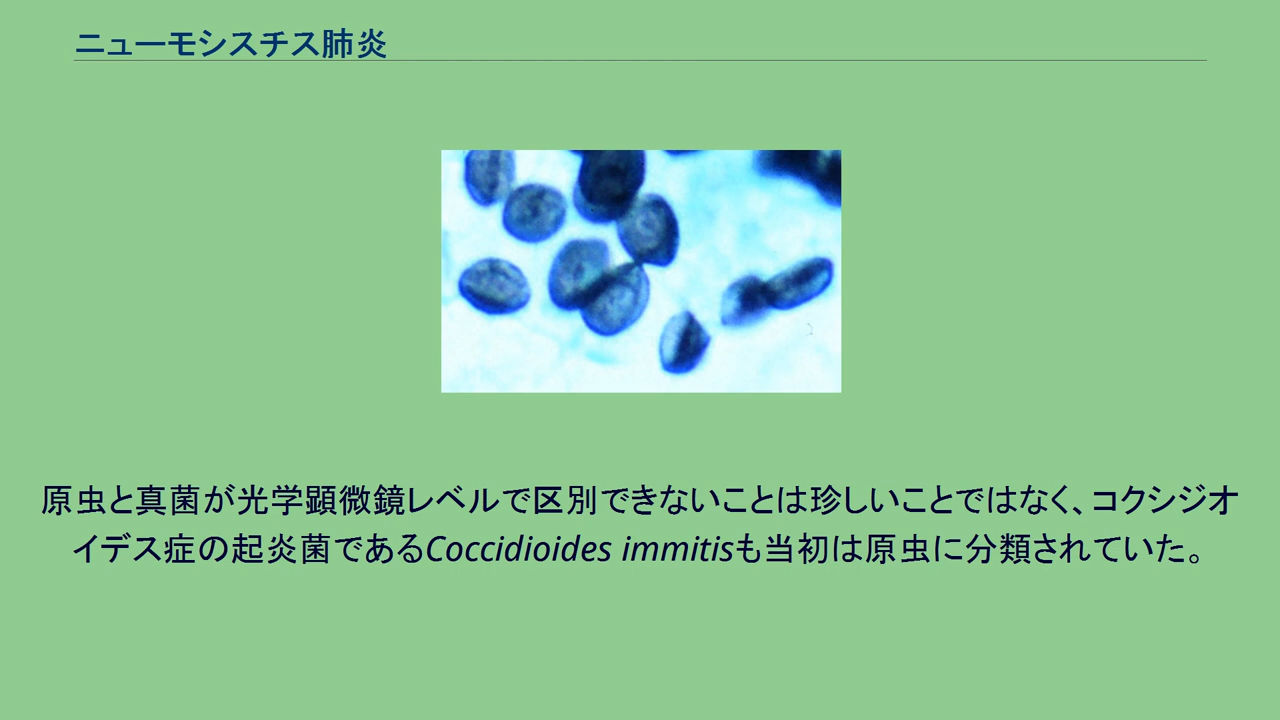 ニューモシスチス肺炎
原虫と真菌が光学顕微鏡レベルで区別できないことは珍しいことではなく、コクシジオ
イデス症の起炎菌であるCoccidioides immitisも当初は原虫に分類されていた。